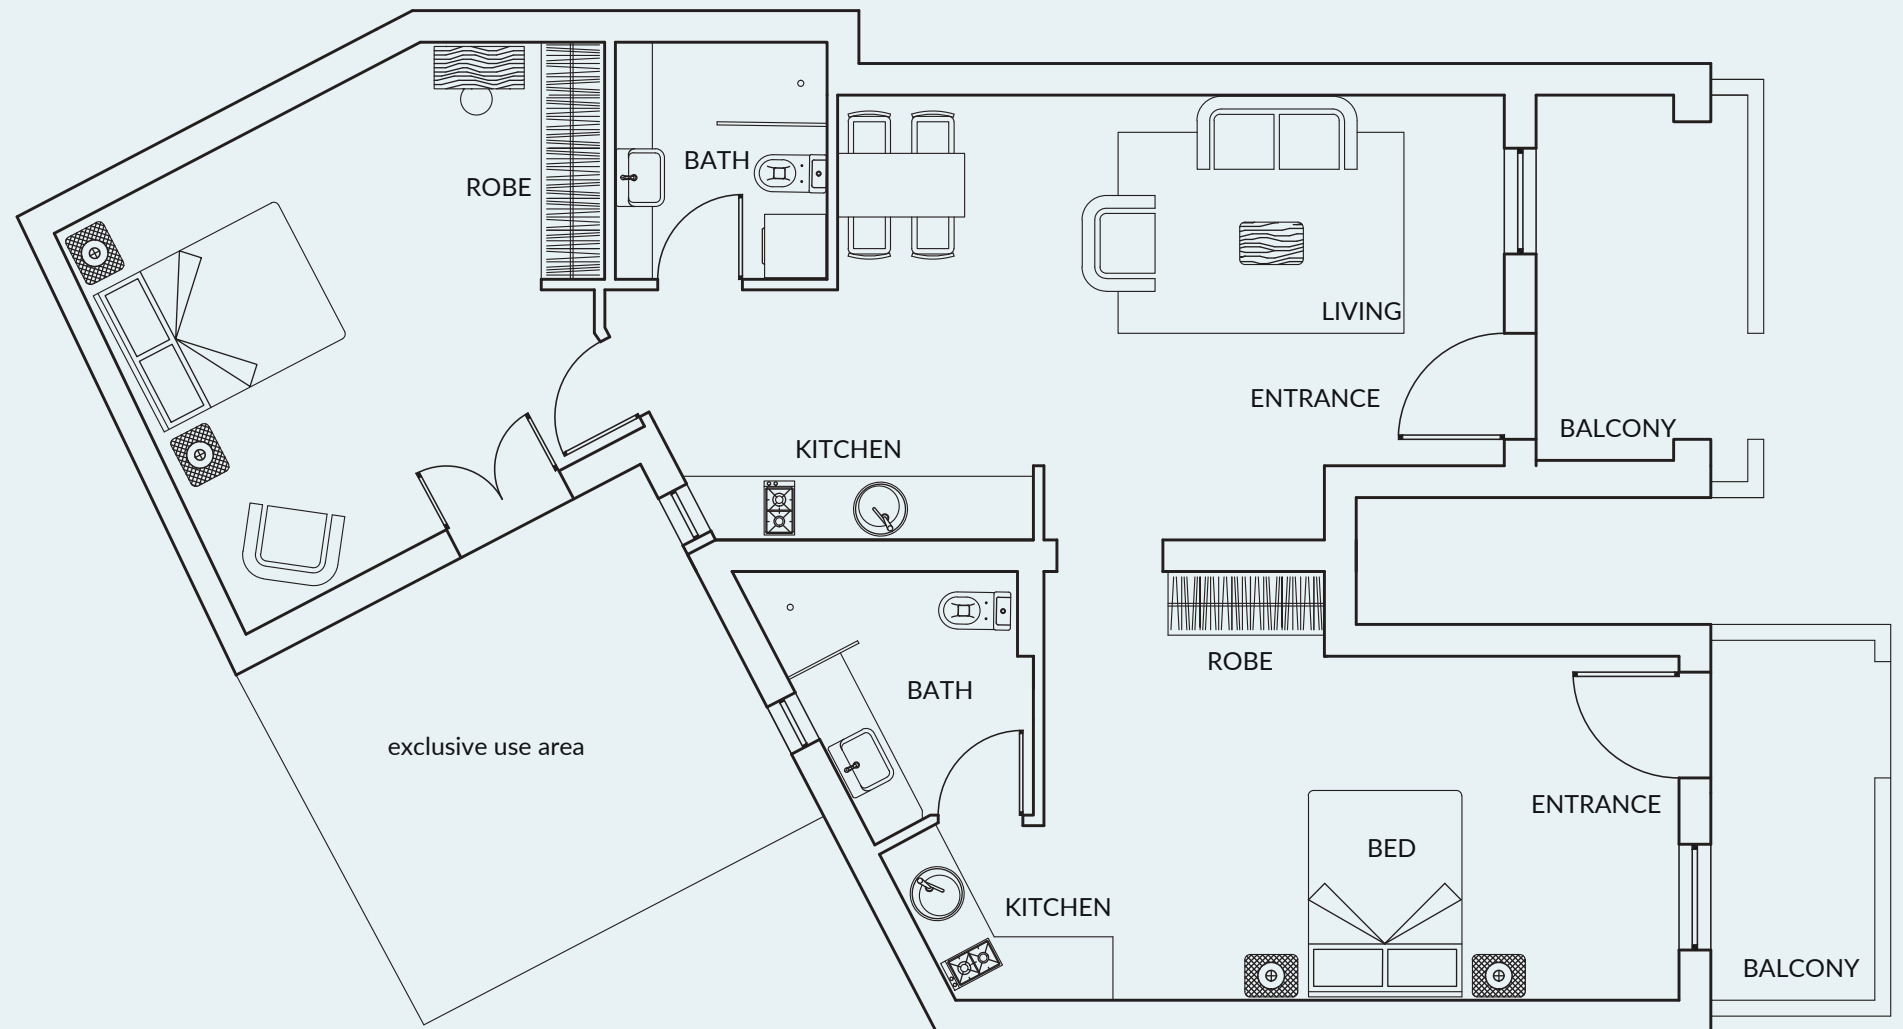 BATH
ROBE
LIVING
ENTRANCE
BALCONY
KITCHEN
ROBE
BATH
exclusive use area
ENTRANCE
BED
KITCHEN
BALCONY